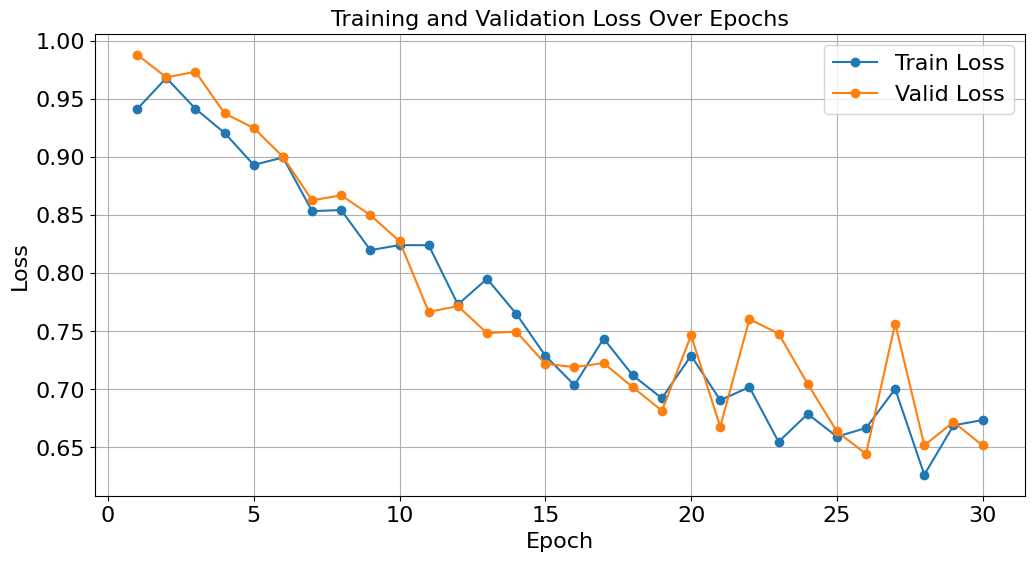 Training and Validation Loss Over Epochs
Train Loss
Valid Loss
1.00
0.95
0.90
0.85
0.80
0.75
0.70
0.65
Loss
0 5 10 15 20 25 30
Epoch